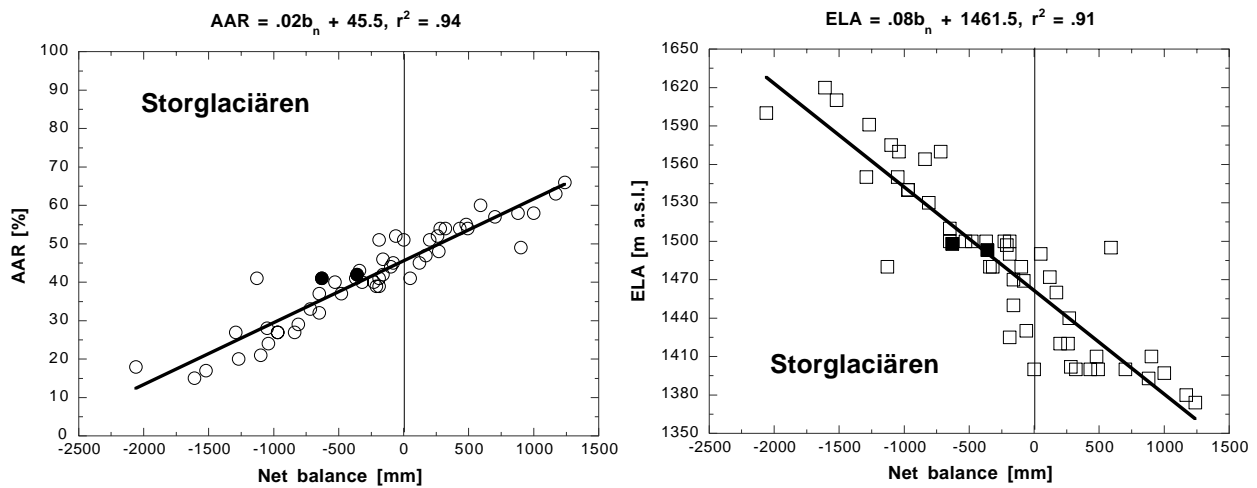 AAR = .02bn + 45.5, r2 = .94
100
90
80
70
60
50
40
30
20
10
0
AAR [%]
Storglaciären
-2500 -2000 -1500 -1000 -500 0 500 1000 1500
Net balance [mm]
ELA = .08bn + 1461.5, r2 = .91
1650
1620
1590
1560
1530
1500
1470
1440
1410
1380
1350
ELA [m a.s.l.]
Storglaciären
-2500 -2000 -1500 -1000 -500 0 500 1000 1500
Net balance [mm]